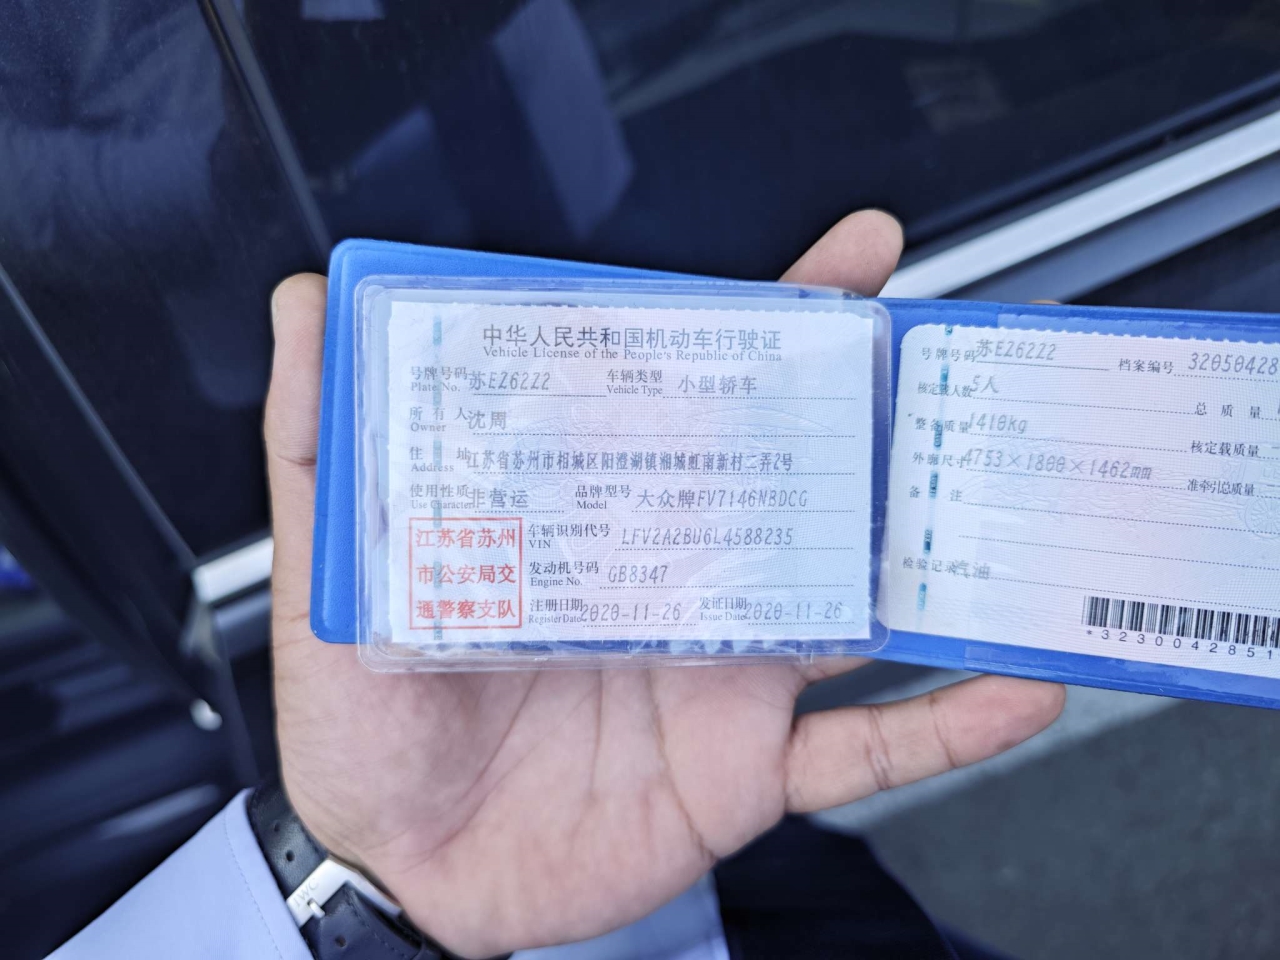 中华人民共和国机动车行驶证
Vehicle License of the People's Republic of China
号牌号码 Plate No. 苏EZ62Z2 车辆类型 Vehicle Type 小型轿车
所有人 Owner 沈周
住址 Address 江苏省苏州市相城区阳澄湖镇湘城虹南新村二弄2号
使用性质 Use Character 非营运 品牌型号 Model 大众牌FV7146NBDCG
江苏省苏州
市公安局交
通警察支队
车辆识别代号 VIN LFV2A2BU6L4588235
发动机号码 Engine No. GB8347
注册日期 Register Date 2020-11-26 发证日期 Issue Date 2020-11-26
号牌号码 苏EZ62Z2 档案编号 32050428
核定载人数 5人 总质量
整备质量 1410kg 核定载质量
外廓尺寸 4753×1800×1462mm 准牵引总质量
备注
检验记录 汽油
*3230042851
IWC